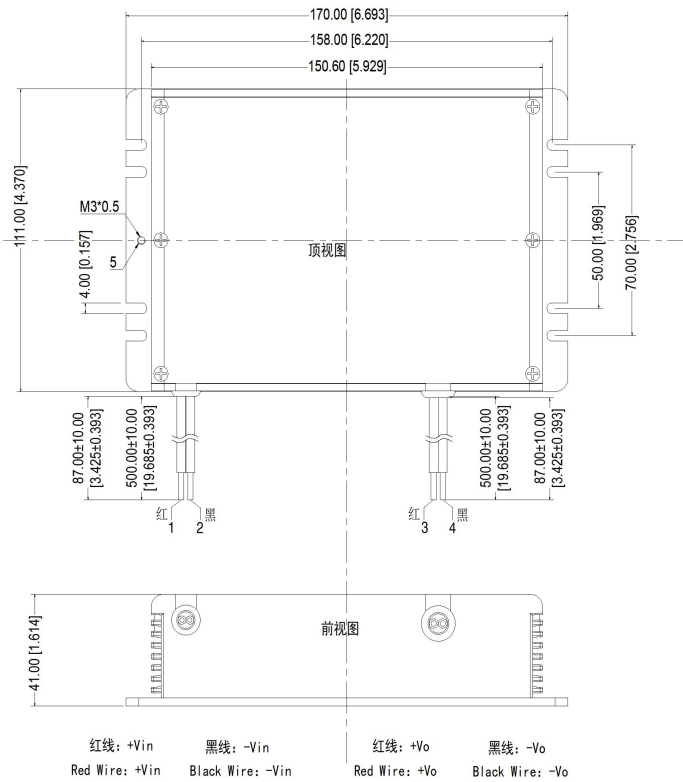 170.00 [6.693]
158.00 [6.220]
150.60 [5.929]
111.00 [4.370]
M3*0.5
5
4.00 [0.157]
顶视图
50.00 [1.969]
70.00 [2.756]
87.00±10.00
[3.425±0.393]
500.00±10.00
[19.685±0.393]
500.00±10.00
[19.685±0.393]
87.00±10.00
[3.425±0.393]
红 黑
1 2
红 黑
3 4
41.00 [1.614]
前视图
红线: +Vin 黑线: -Vin 红线: +Vo 黑线: -Vo
Red Wire: +Vin Black Wire: -Vin Red Wire: +Vo Black Wire: -Vo